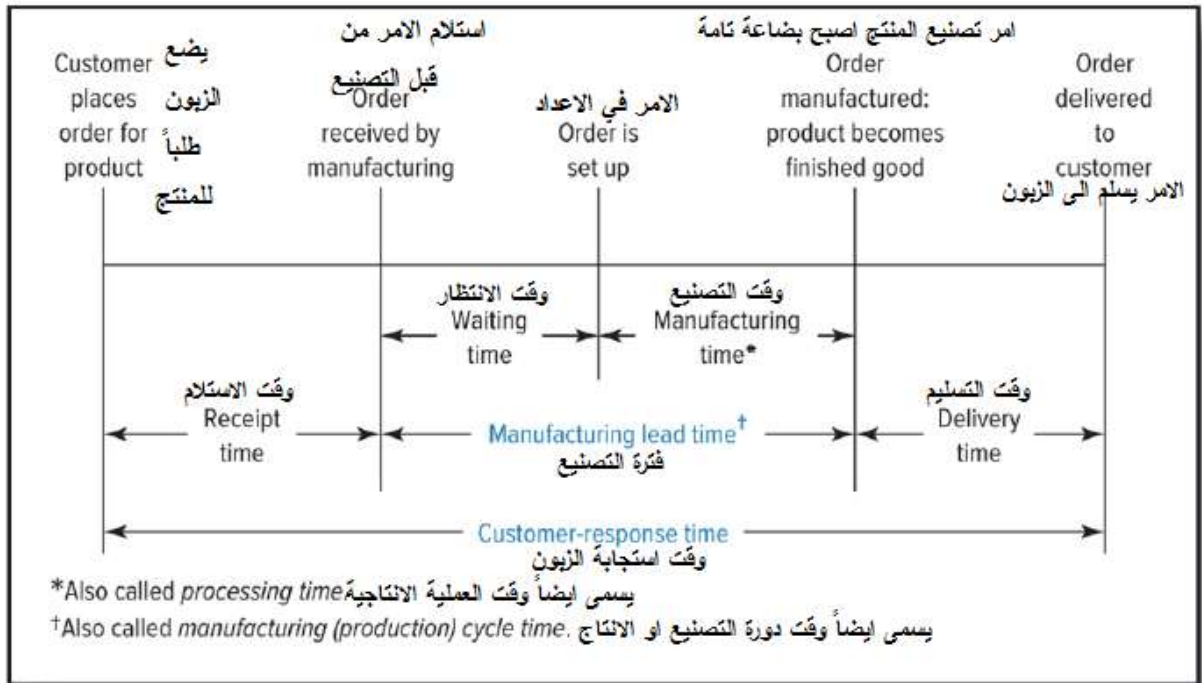 Customer
places
order for
product
يضع
الزبون
طلباً
للمنتج
استلام الامر من
قبل التصنيع
Order
received by
manufacturing
الامر في الاعداد
Order is
set up
امر تصنيع المنتج اصبح بضاعة تامة
Order
manufactured:
product becomes
finished good
Order
delivered
to
customer
الامر يسلم الى الزبون
وقت الانتظار
Waiting
time
وقت التصنيع
Manufacturing
time*
وقت الاستلام
Receipt
time
Manufacturing lead time†
فترة التصنيع
وقت التسليم
Delivery
time
Customer-response time
وقت استجابة الزبون
*Also called processing time. يسمى ايضاً وقت العملية الانتاجية
†Also called manufacturing (production) cycle time. يسمى ايضاً وقت دورة التصنيع او الانتاج